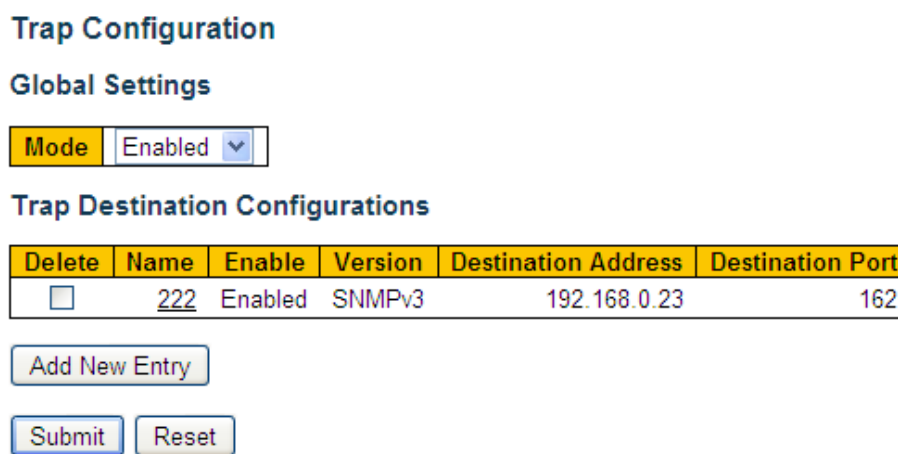 Trap Configuration
Global Settings
Mode Enabled
Trap Destination Configurations
Delete Name Enable Version Destination Address Destination Port
222 Enabled SNMPv3 192.168.0.23 162
Add New Entry
Submit Reset